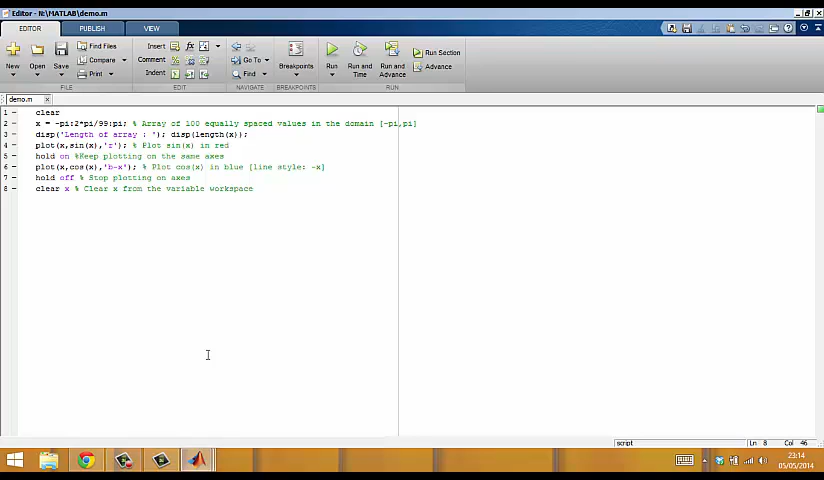 Editor - N:\MATLAB\demo.m
EDITOR PUBLISH VIEW
New Open Save Find Files Compare Print Insert fx Comment Indent Go To Find Breakpoints Run Run and Time Run and Advance Run Section Advance
FILE EDIT NAVIGATE BREAKPOINTS RUN
demo.m
1 clear
2 x = -pi:2*pi/99:pi; % Array of 100 equally spaced values in the domain [-pi,pi]
3 disp('Length of array : '); disp(length(x));
4 plot(x,sin(x),'r'); % Plot sin(x) in red
5 hold on %Keep plotting on the same axes
6 plot(x,cos(x),'b-x'); % Plot cos(x) in blue [line style: -x]
7 hold off % Stop plotting on axes
8 clear x % Clear x from the variable workspace
script Ln 8 Col 46
23:14
05/05/2014